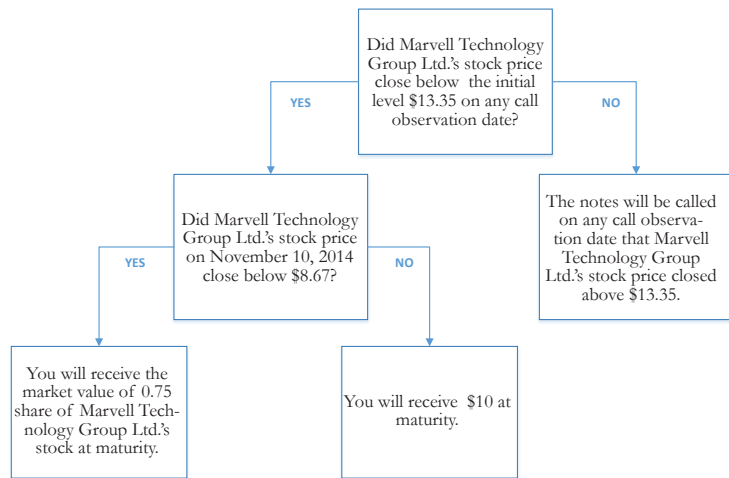 Did Marvell Technology
Group Ltd.'s stock price
close below the initial
level $13.35 on any call
observation date?
YES
NO
Did Marvell Technology
Group Ltd.'s stock price
on November 10, 2014
close below $8.67?
The notes will be called
on any call observa-
tion date that Marvell
Technology Group
Ltd.'s stock price closed
above $13.35.
YES
NO
You will receive the
market value of 0.75
share of Marvell Tech-
nology Group Ltd.'s
stock at maturity.
You will receive $10 at
maturity.